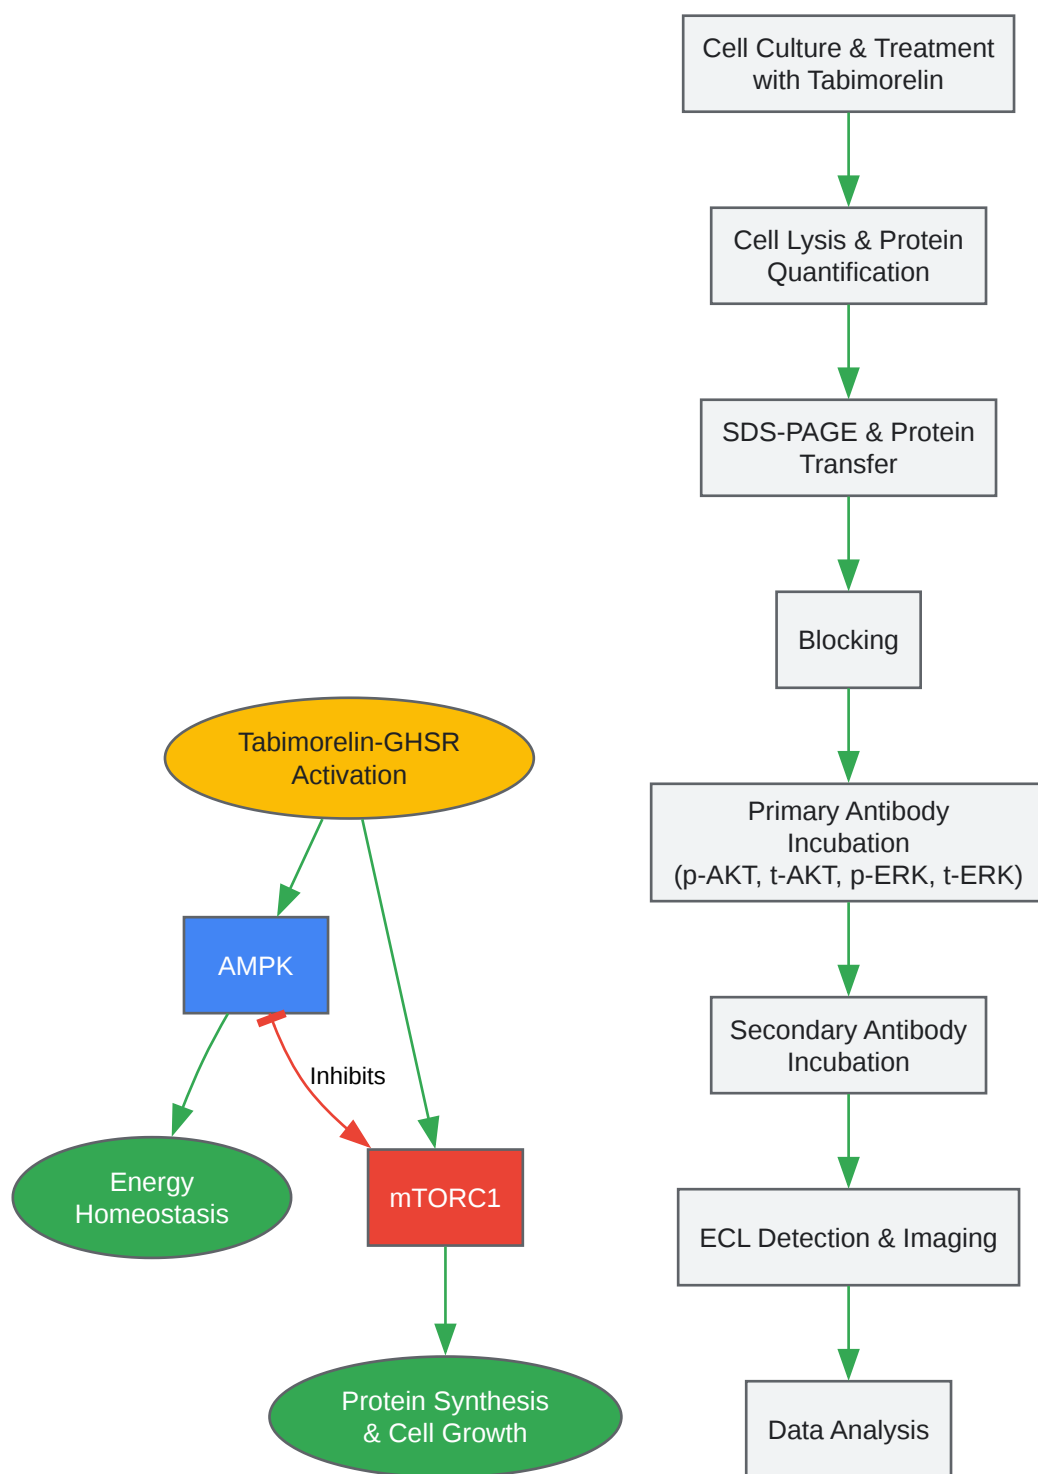 Cell Culture & Treatment
with Tabimorelin
Cell Lysis & Protein
Quantification
SDS-PAGE & Protein
Transfer
Blocking
Primary Antibody
Incubation
(p-AKT, t-AKT, p-ERK, t-ERK)
Secondary Antibody
Incubation
ECL Detection & Imaging
Data Analysis
Tabimorelin-GHSR
Activation
AMPK
Inhibits
Energy
Homeostasis
mTORC1
Protein Synthesis
& Cell Growth